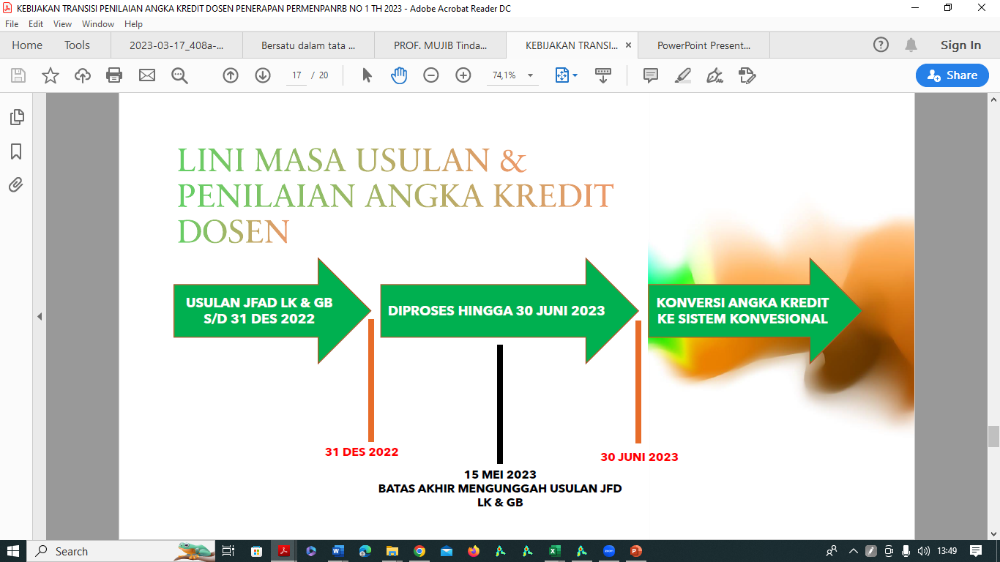 KEBIJAKAN TRANSISI PENILAIAN ANGKA KREDIT DOSEN PENERAPAN PERMENPANRB NO 1 TH 2023 - Adobe Acrobat Reader DC
File Edit View Window Help
Home Tools 2023-03-17_408a-... Bersatu dalam tata ... PROF. MUJIB Tinda... KEBIJAKAN TRANSI... PowerPoint Present... Sign In
17 / 20 74,1% Share
LINI MASA USULAN &
PENILAIAN ANGKA KREDIT
DOSEN
USULAN JFAD LK & GB
S/D 31 DES 2022
DIPROSES HINGGA 30 JUNI 2023
KONVERSI ANGKA KREDIT
KE SISTEM KONVESIONAL
31 DES 2022
15 MEI 2023
BATAS AKHIR MENGUNGGAH USULAN JFD
LK & GB
30 JUNI 2023
Search
13:49